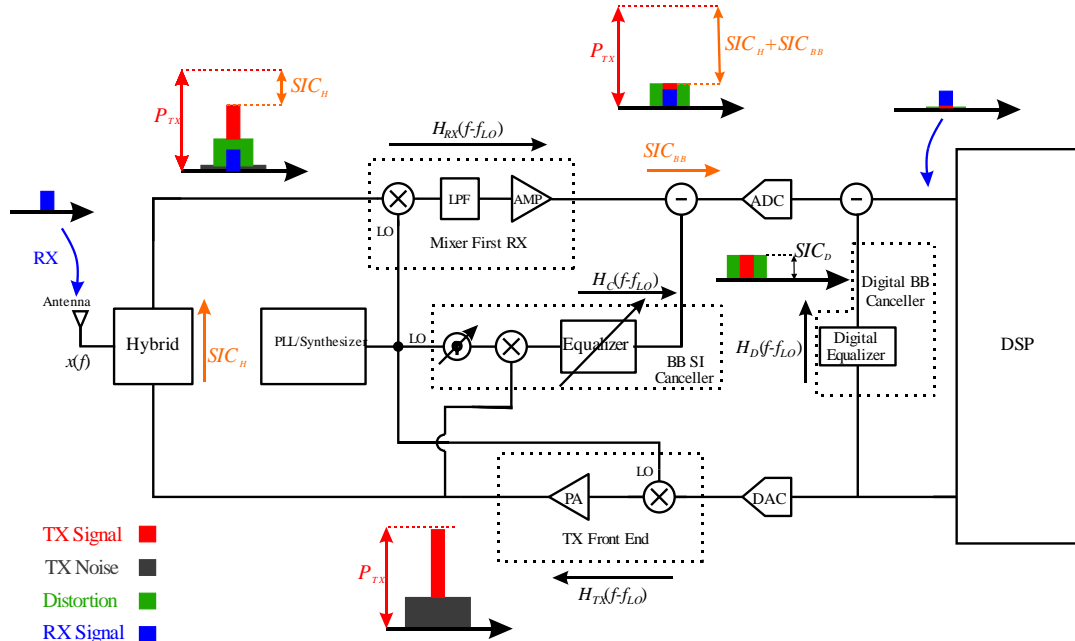 P_TX
SIC_H
P_TX
SIC_H+SIC_BB
H_RX(f-f_LO)
SIC_BB
LPF
AMP
LO
Mixer First RX
ADC
RX
Antenna
x(f)
Hybrid
SIC_H
PLL/Synthesizer
LO
H_C(f-f_LO)
Equalizer
BB SI
Canceller
SIC_D
Digital BB
Canceller
H_D(f-f_LO)
Digital
Equalizer
DSP
LO
PA
TX Front End
DAC
H_TX(f-f_LO)
P_TX
TX Signal
TX Noise
Distortion
RX Signal